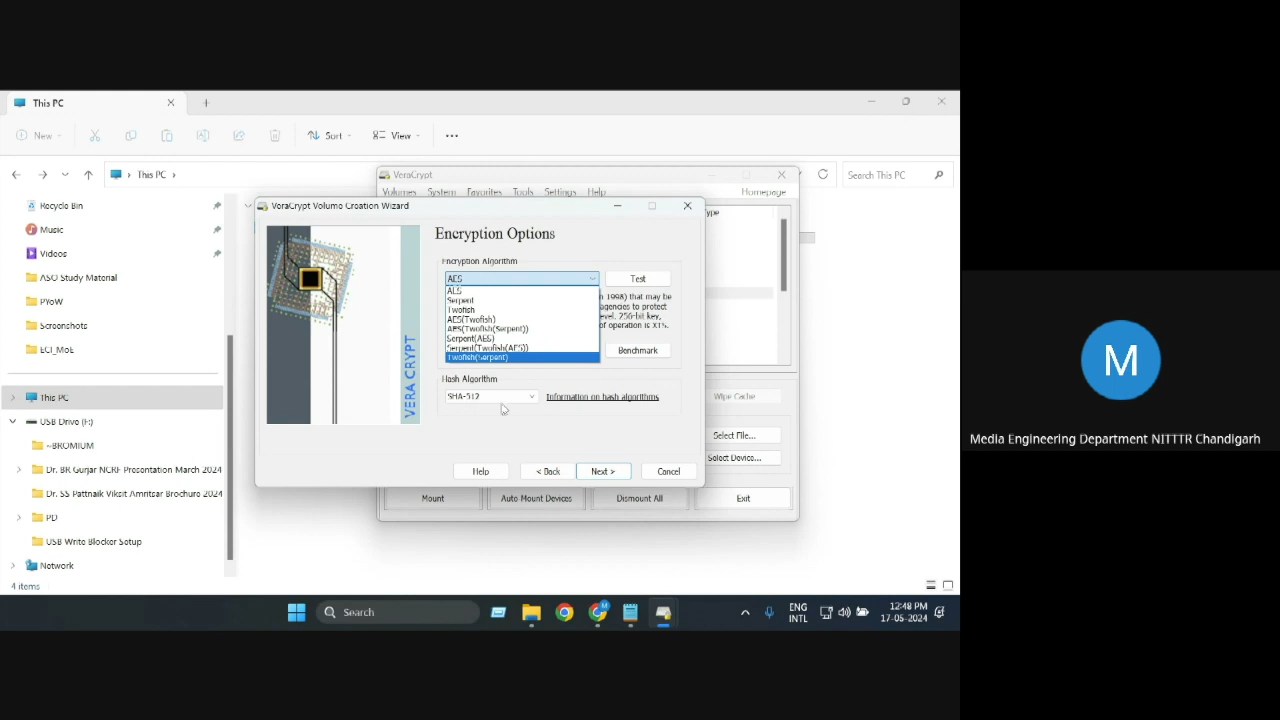 This PC
New
Sort
View
This PC
Search This PC
Recycle Bin
Music
Videos
ASO Study Material
PYoW
Screenshots
ECI_MoE
This PC
USB Drive (F:)
~BROMIUM
Dr. BR Gurjar NCRF Presentation March 2024
Dr. SS Pattnaik Viksit Amritsar Brochuro 2024
PD
USB Write Blocker Setup
Network
4 items
VeraCrypt
Volumes System Favorites Tools Settings Help Homepage
VeraCrypt Volume Creation Wizard
VERA CRYPT
Encryption Options
Encryption Algorithm
AES
Test
AES
Serpent
Twofish
AES(Twofish)
AES(Twofish(Serpent))
Serpent(AES)
Serpent(Twofish(AES))
Twofish(Serpent)
n 1998) that may be
agencies to protect
evel. 256-bit key,
of operation is XTS.
Benchmark
Hash Algorithm
SHA-512
Information on hash algorithms
Help
< Back
Next >
Cancel
ype
Wipe Cache
Select File...
Select Device...
Mount
Auto-Mount Devices
Dismount All
Exit
Search
ENG
INTL
12:48 PM
17-05-2024
M
Media Engineering Department NITTTR Chandigarh